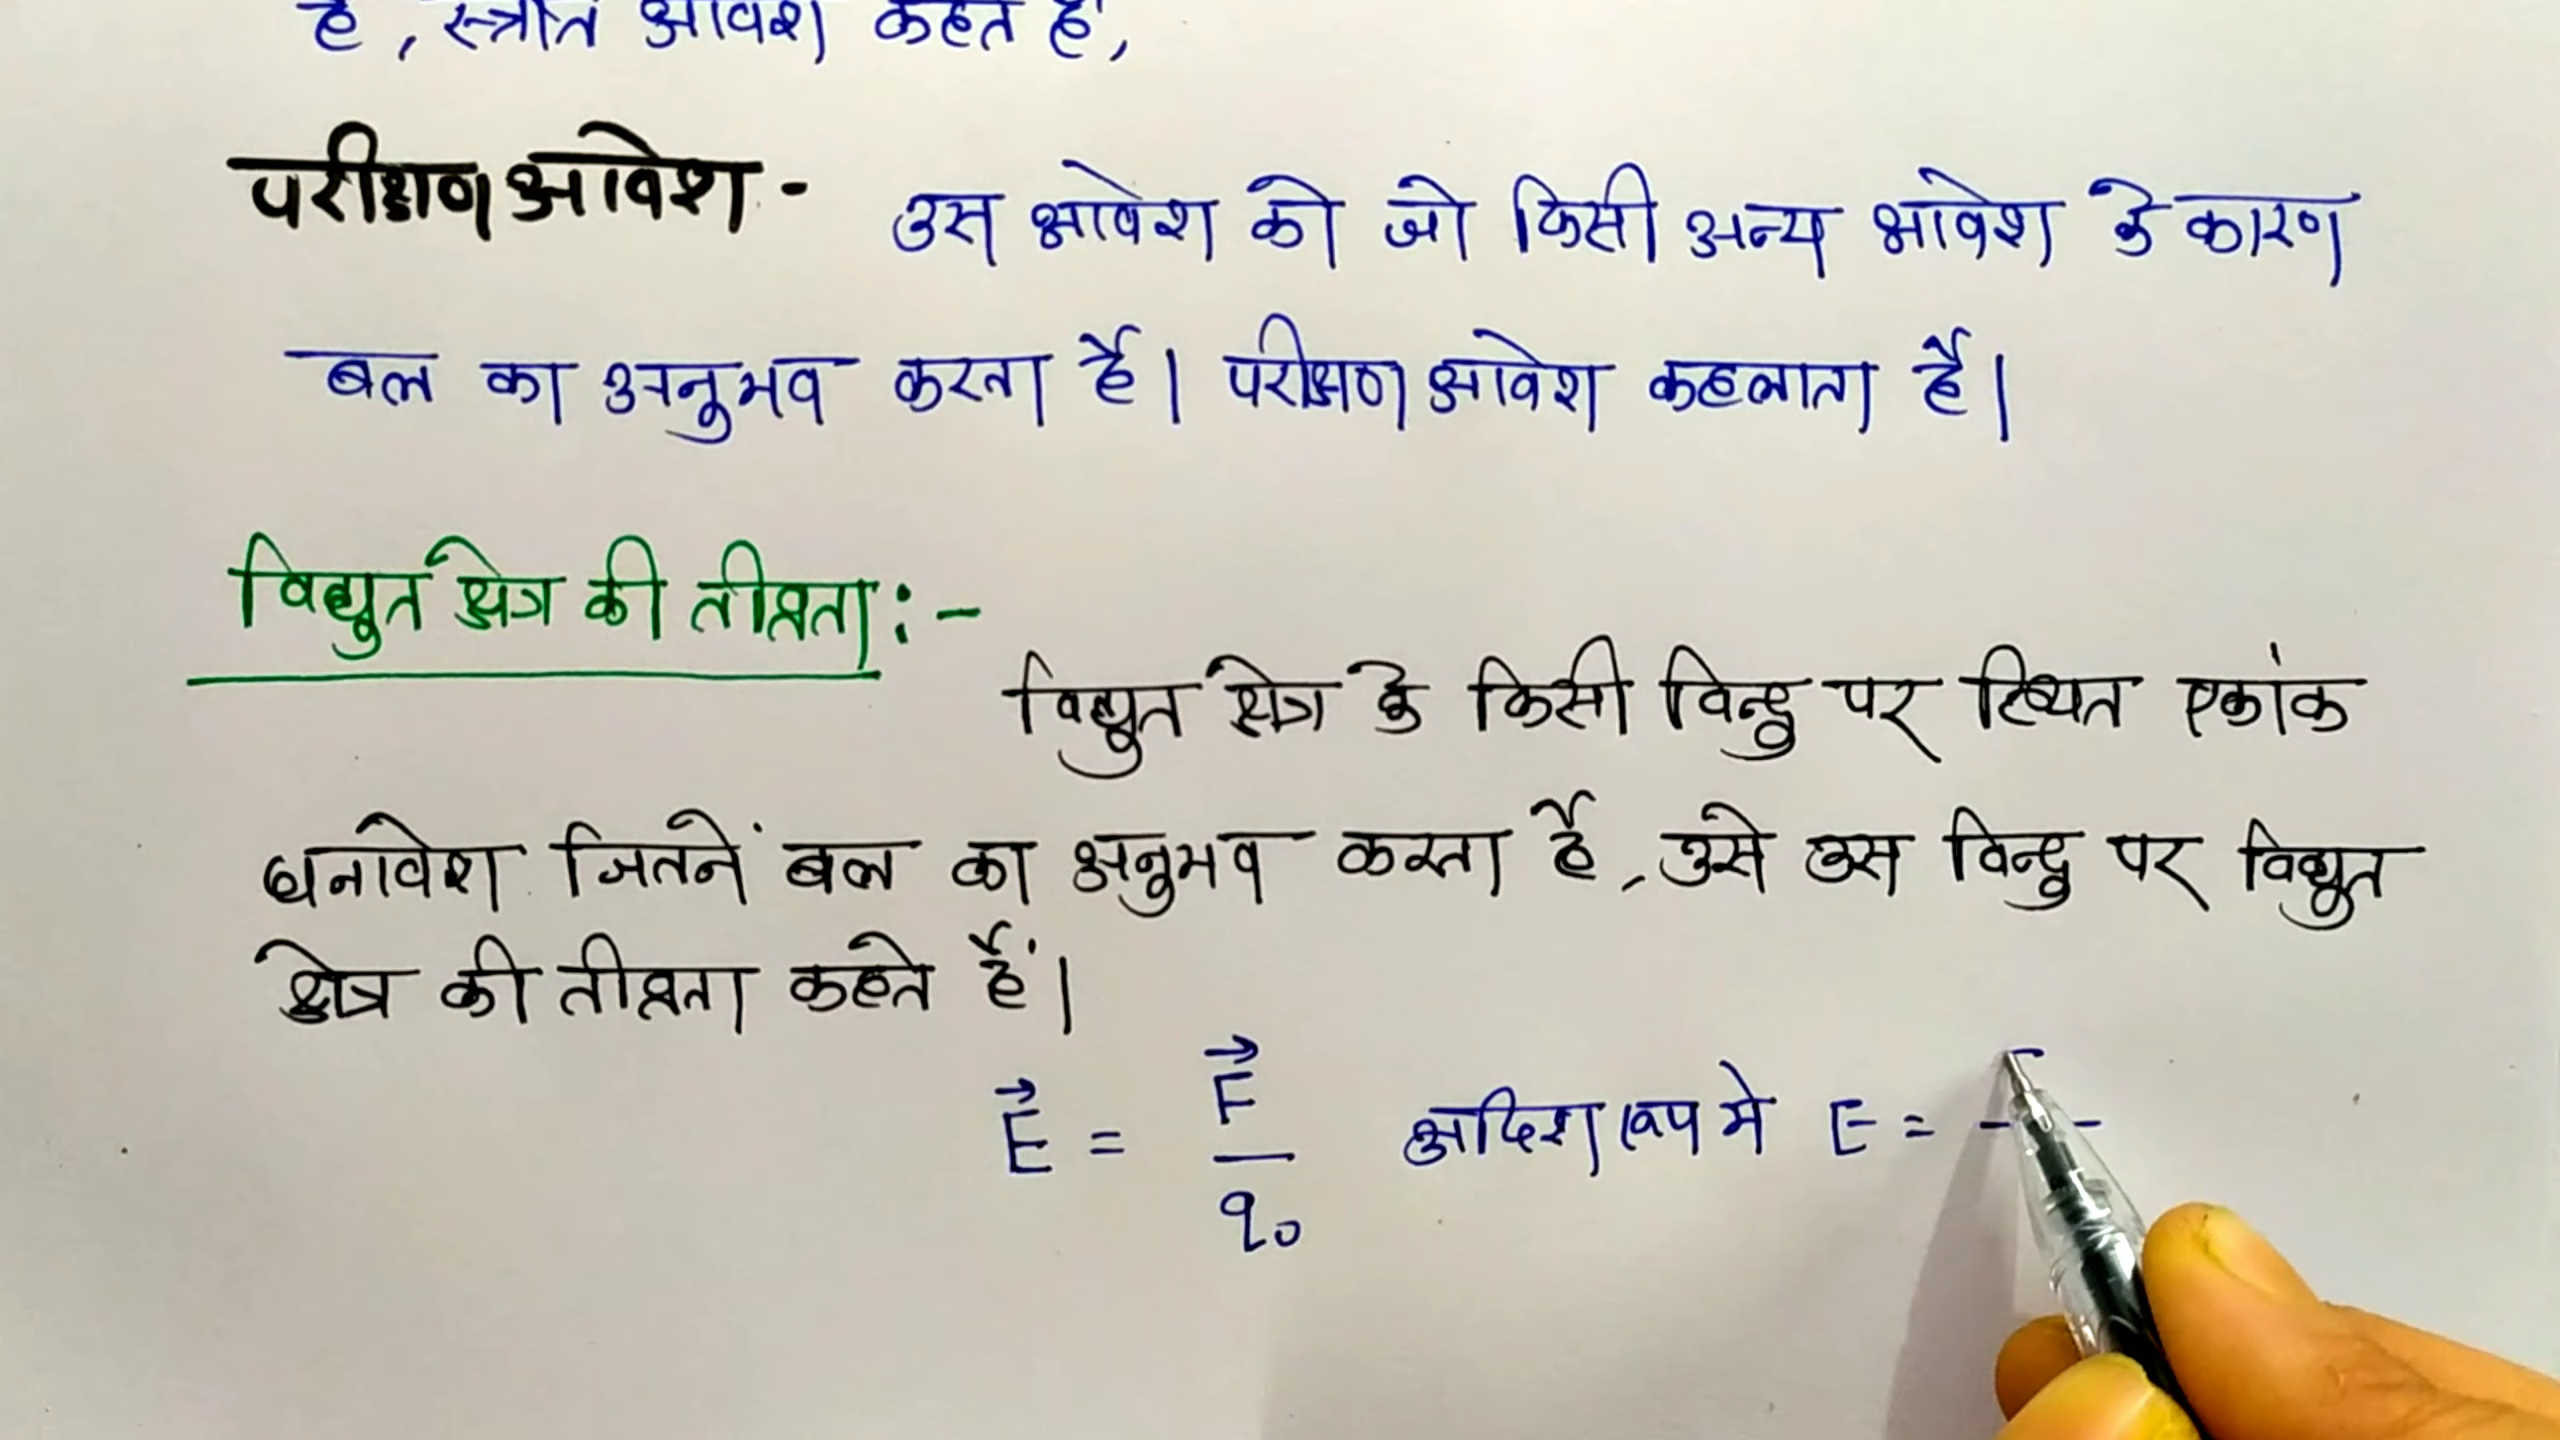 है, स्त्रोत आवेश कहते हैं,
परीक्षण आवेश - उस आवेश को जो किसी अन्य आवेश के कारण
बल का अनुभव करता है। परीक्षण आवेश कहलाता है।
विद्युत क्षेत्र की तीव्रता :-
विद्युत क्षेत्र के किसी विन्दु पर स्थित एकांक
धनावेश जितनें बल का अनुभव करता है, उसे उस विन्दु पर विद्युत
क्षेत्र की तीव्रता कहते हैं।
E⃗ = F⃗ / q₀ अदिश रूप मे E =